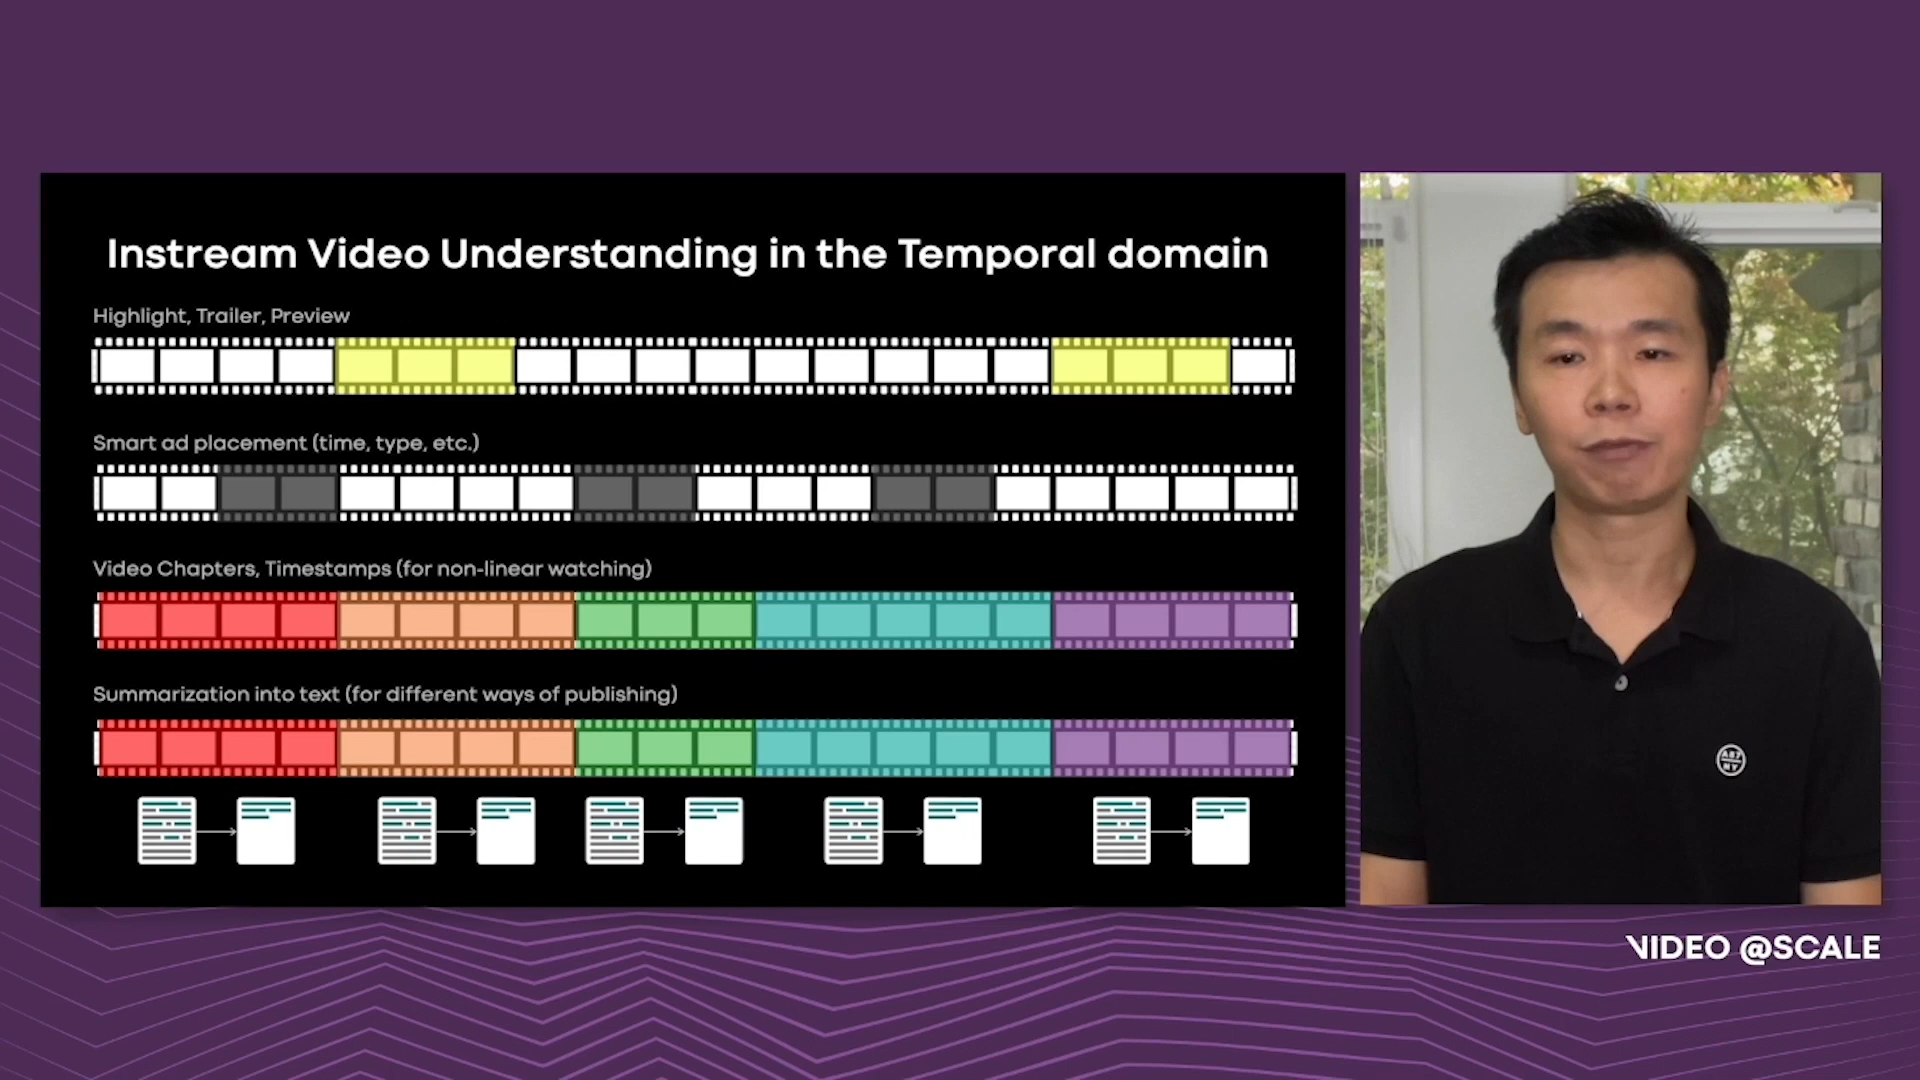 Instream Video Understanding in the Temporal domain
Highlight, Trailer, Preview
Smart ad placement (time, type, etc.)
Video Chapters, Timestamps (for non-linear watching)
Summarization into text (for different ways of publishing)
VIDEO @SCALE